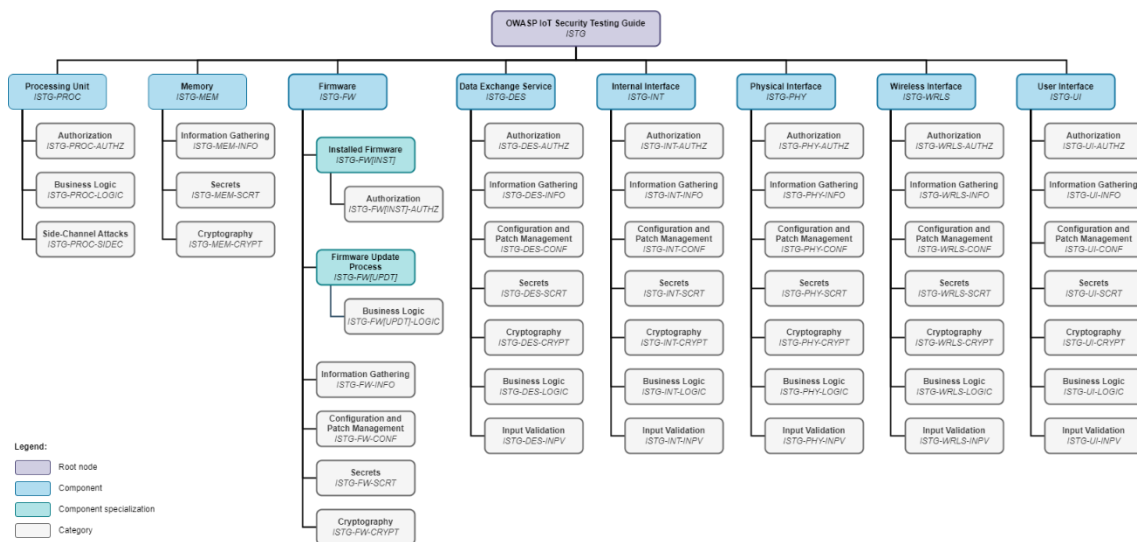 OWASP IoT Security Testing Guide
ISTG
Processing Unit
ISTG-PROC
Authorization
ISTG-PROC-AUTHZ
Business Logic
ISTG-PROC-LOGIC
Side-Channel Attacks
ISTG-PROC-SIDEC
Memory
ISTG-MEM
Information Gathering
ISTG-MEM-INFO
Secrets
ISTG-MEM-SCRT
Cryptography
ISTG-MEM-CRYPT
Firmware
ISTG-FW
Installed Firmware
ISTG-FW[INST]
Authorization
ISTG-FW[INST]-AUTHZ
Firmware Update
Process
ISTG-FW[UPDT]
Business Logic
ISTG-FW[UPDT]-LOGIC
Information Gathering
ISTG-FW-INFO
Configuration and
Patch Management
ISTG-FW-CONF
Secrets
ISTG-FW-SCRT
Cryptography
ISTG-FW-CRYPT
Data Exchange Service
ISTG-DES
Authorization
ISTG-DES-AUTHZ
Information Gathering
ISTG-DES-INFO
Configuration and
Patch Management
ISTG-DES-CONF
Secrets
ISTG-DES-SCRT
Cryptography
ISTG-DES-CRYPT
Business Logic
ISTG-DES-LOGIC
Input Validation
ISTG-DES-INPV
Internal Interface
ISTG-INT
Authorization
ISTG-INT-AUTHZ
Information Gathering
ISTG-INT-INFO
Configuration and
Patch Management
ISTG-INT-CONF
Secrets
ISTG-INT-SCRT
Cryptography
ISTG-INT-CRYPT
Business Logic
ISTG-INT-LOGIC
Input Validation
ISTG-INT-INPV
Physical Interface
ISTG-PHY
Authorization
ISTG-PHY-AUTHZ
Information Gathering
ISTG-PHY-INFO
Configuration and
Patch Management
ISTG-PHY-CONF
Secrets
ISTG-PHY-SCRT
Cryptography
ISTG-PHY-CRYPT
Business Logic
ISTG-PHY-LOGIC
Input Validation
ISTG-PHY-INPV
Wireless Interface
ISTG-WRLS
Authorization
ISTG-WRLS-AUTHZ
Information Gathering
ISTG-WRLS-INFO
Configuration and
Patch Management
ISTG-WRLS-CONF
Secrets
ISTG-WRLS-SCRT
Cryptography
ISTG-WRLS-CRYPT
Business Logic
ISTG-WRLS-LOGIC
Input Validation
ISTG-WRLS-INPV
User Interface
ISTG-UI
Authorization
ISTG-UI-AUTHZ
Information Gathering
ISTG-UI-INFO
Configuration and
Patch Management
ISTG-UI-CONF
Secrets
ISTG-UI-SCRT
Cryptography
ISTG-UI-CRYPT
Business Logic
ISTG-UI-LOGIC
Input Validation
ISTG-UI-INPV
Legend:
Root node
Component
Component specialization
Category